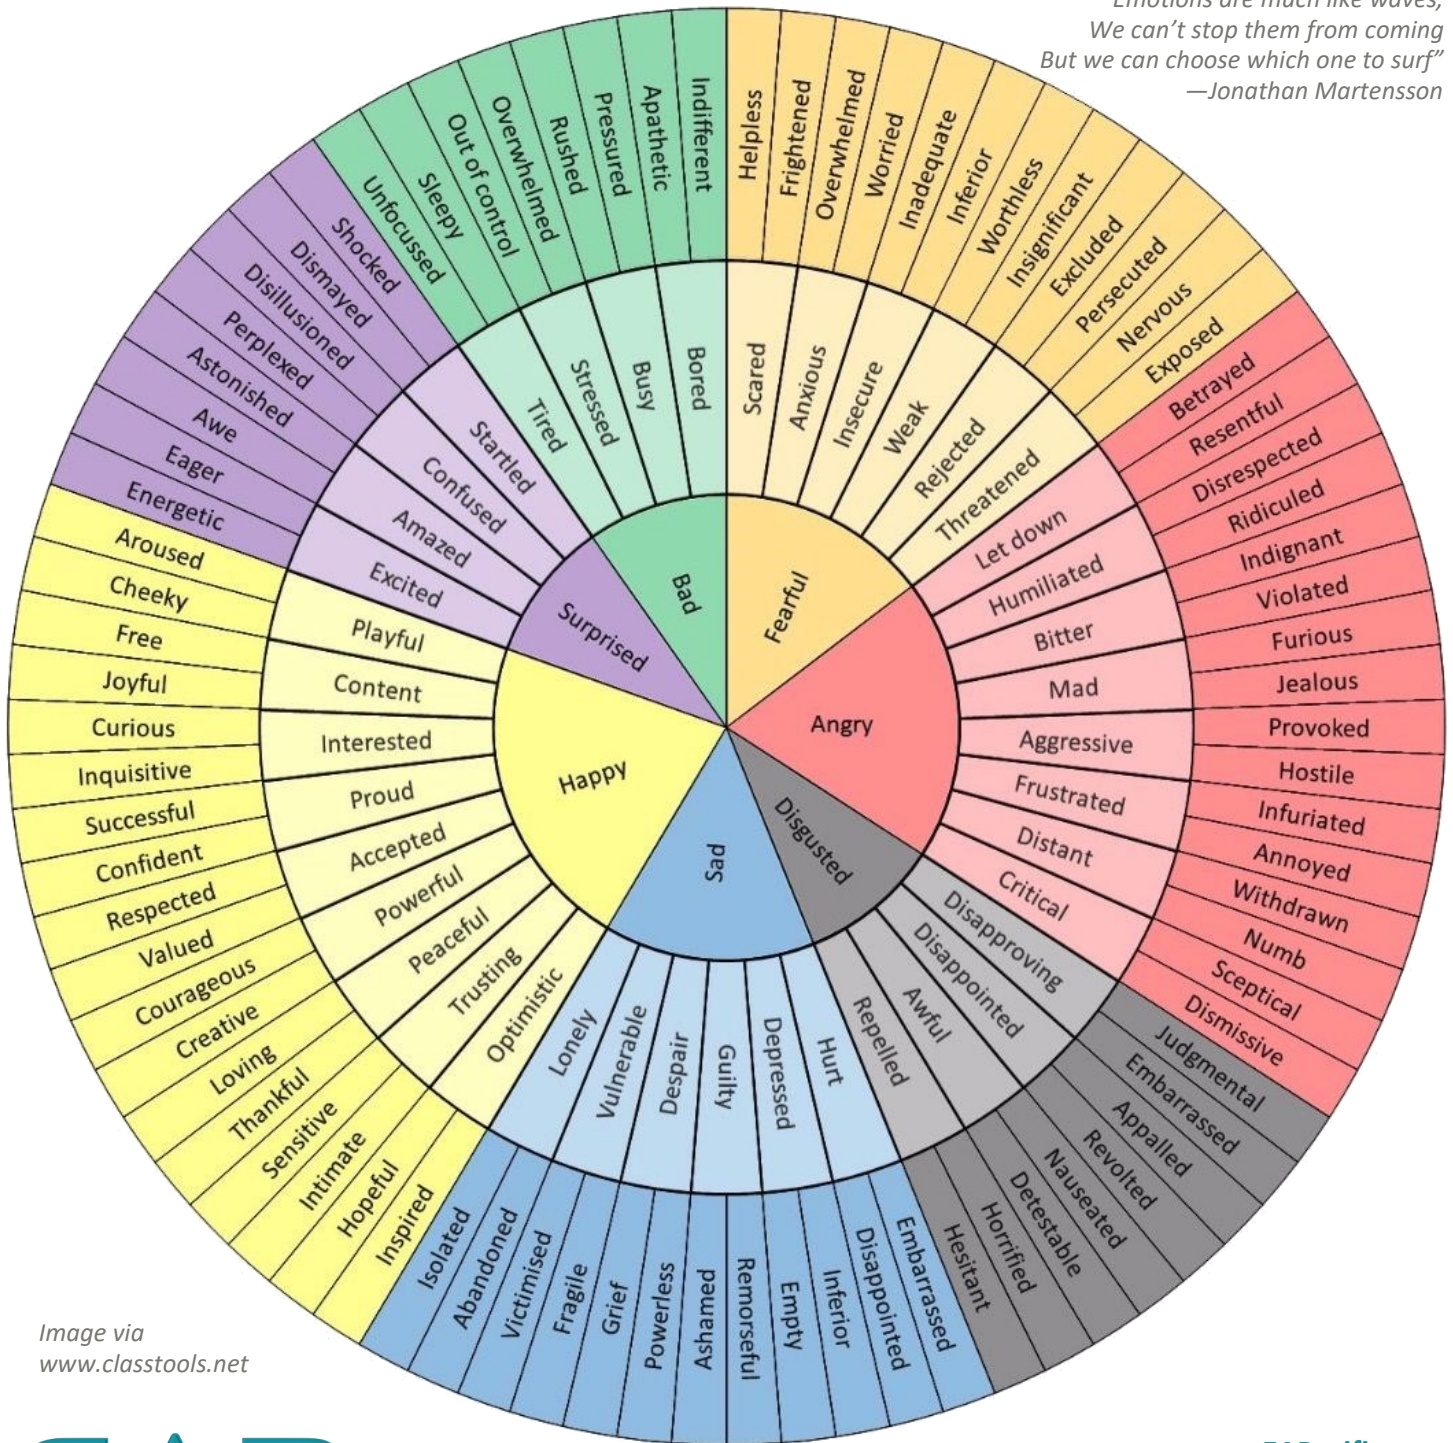 Emotions are much like waves,
We can't stop them from coming
But we can choose which one to surf"
—Jonathan Martensson
Bad
Fearful
Angry
Disgusted
Sad
Happy
Surprised
Tired
Stressed
Busy
Bored
Scared
Anxious
Insecure
Weak
Rejected
Threatened
Let down
Humiliated
Bitter
Mad
Aggressive
Frustrated
Distant
Critical
Disapproving
Disappointed
Awful
Repelled
Hurt
Depressed
Guilty
Despair
Vulnerable
Lonely
Optimistic
Trusting
Peaceful
Powerful
Accepted
Proud
Interested
Content
Playful
Excited
Amazed
Confused
Startled
Unfocussed
Sleepy
Out of control
Overwhelmed
Rushed
Pressured
Apathetic
Indifferent
Helpless
Frightened
Overwhelmed
Worried
Inadequate
Inferior
Worthless
Insignificant
Excluded
Persecuted
Nervous
Exposed
Betrayed
Resentful
Disrespected
Ridiculed
Indignant
Violated
Furious
Jealous
Provoked
Hostile
Infuriated
Annoyed
Withdrawn
Numb
Sceptical
Dismissive
Judgmental
Embarrassed
Appalled
Revolted
Nauseated
Detestable
Horrified
Hesitant
Embarrassed
Disappointed
Inferior
Empty
Remorseful
Ashamed
Powerless
Grief
Fragile
Victimised
Abandoned
Isolated
Inspired
Hopeful
Intimate
Sensitive
Thankful
Loving
Creative
Courageous
Valued
Respected
Confident
Successful
Inquisitive
Curious
Joyful
Free
Cheeky
Aroused
Energetic
Eager
Awe
Astonished
Perplexed
Disillusioned
Dismayed
Shocked
Image via
www.classtools.net